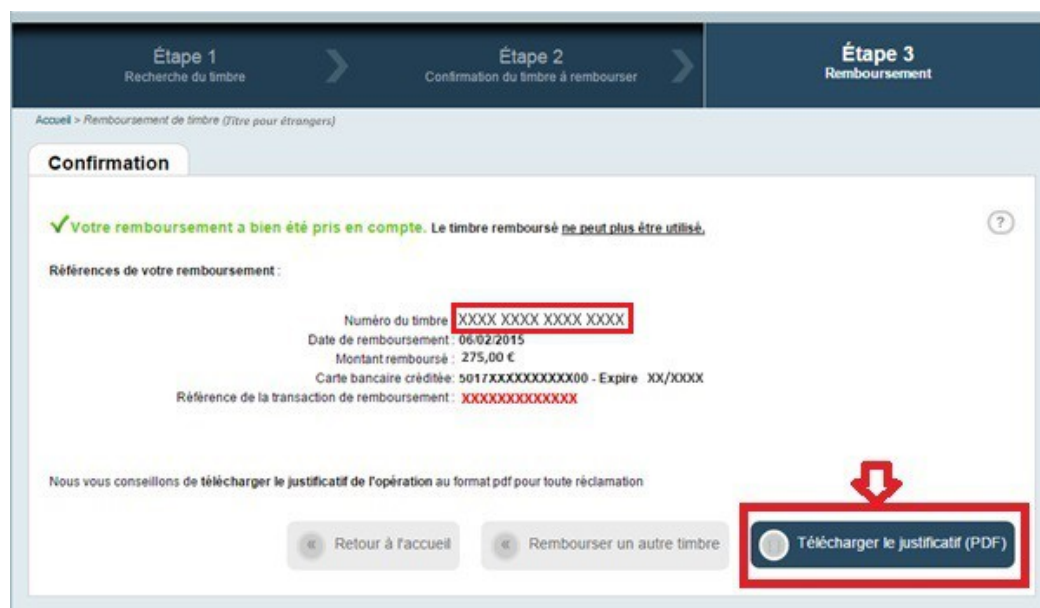 Étape 1
Recherche du timbre
Étape 2
Confirmation du timbre à rembourser
Étape 3
Remboursement
Accueil > Remboursement de timbre (Titre pour étrangers)
Confirmation
Votre remboursement a bien été pris en compte. Le timbre remboursé ne peut plus être utilisé.
?
Références de votre remboursement :
Numéro du timbre : XXXX XXXX XXXX XXXX
Date de remboursement : 06/02/2015
Montant remboursé : 275,00 €
Carte bancaire créditée: 5017XXXXXXXXXX00 - Expire XX/XXXX
Référence de la transaction de remboursement : XXXXXXXXXXXXX
Nous vous conseillons de télécharger le justificatif de l'opération au format pdf pour toute réclamation
« Retour à l'accueil
« Rembourser un autre timbre
Télécharger le justificatif (PDF)